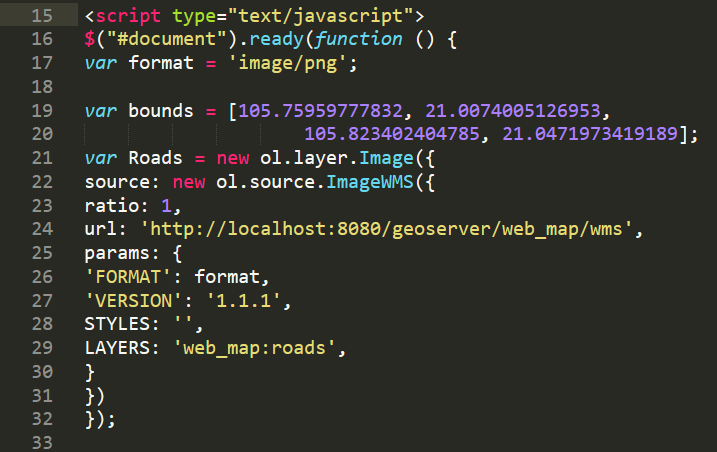 15 <script type="text/javascript">
16 $("#document").ready(function () {
17 var format = 'image/png';
18
19 var bounds = [105.75959777832, 21.0074005126953,
20 105.823402404785, 21.0471973419189];
21 var Roads = new ol.layer.Image({
22 source: new ol.source.ImageWMS({
23 ratio: 1,
24 url: 'http://localhost:8080/geoserver/web_map/wms',
25 params: {
26 'FORMAT': format,
27 'VERSION': '1.1.1',
28 STYLES: '',
29 LAYERS: 'web_map:roads',
30 }
31 })
32 });
33